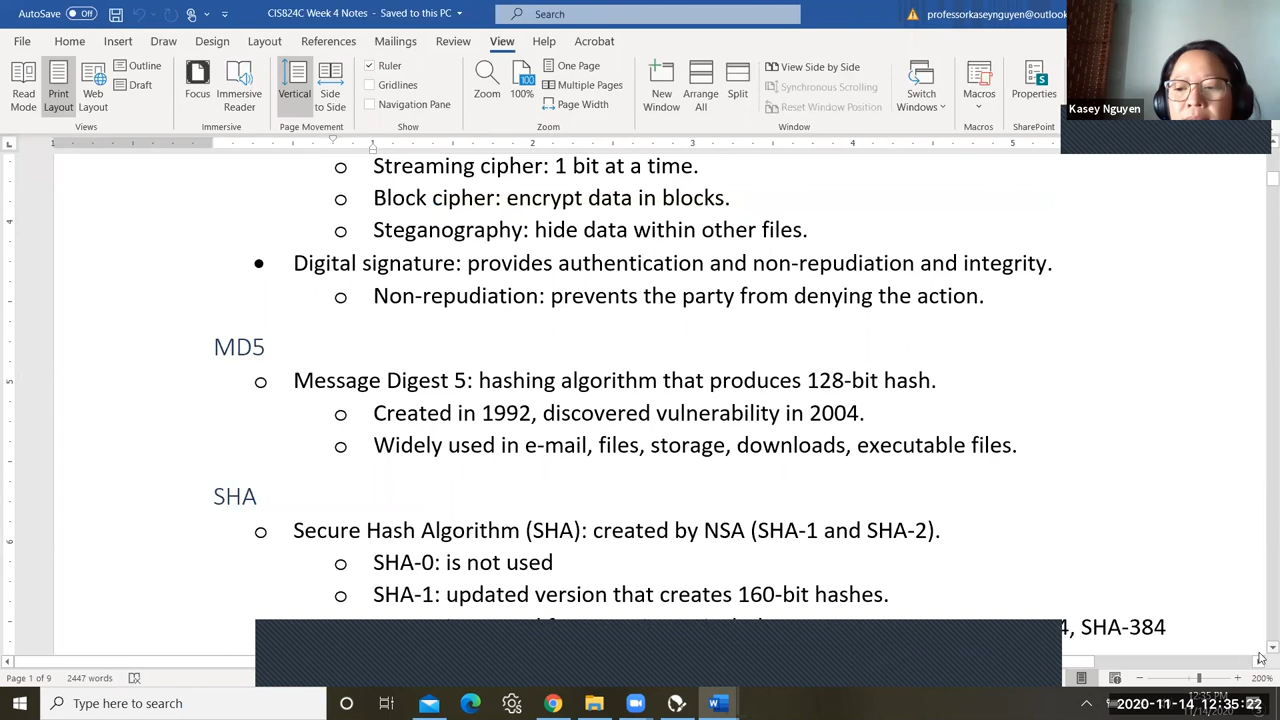 AutoSave Off CIS824C Week 4 Notes - Saved to this PC Search professorkaseynguyen@outlook
File Home Insert Draw Design Layout References Mailings Review View Help Acrobat
Read Mode Print Layout Web Layout Outline Draft Focus Immersive Reader Vertical Side to Side Ruler Gridlines Navigation Pane Zoom 100% One Page Multiple Pages Page Width New Window Arrange All Split View Side by Side Synchronous Scrolling Reset Window Position Switch Windows Macros Properties
Views Immersive Page Movement Show Zoom Window Macros SharePoint
Kasey Nguyen
1 1 2 3 4 5
o Streaming cipher: 1 bit at a time.
o Block cipher: encrypt data in blocks.
o Steganography: hide data within other files.
• Digital signature: provides authentication and non-repudiation and integrity.
o Non-repudiation: prevents the party from denying the action.
MD5
o Message Digest 5: hashing algorithm that produces 128-bit hash.
o Created in 1992, discovered vulnerability in 2004.
o Widely used in e-mail, files, storage, downloads, executable files.
SHA
o Secure Hash Algorithm (SHA): created by NSA (SHA-1 and SHA-2).
o SHA-0: is not used
o SHA-1: updated version that creates 160-bit hashes.
4, SHA-384
Page 1 of 9 2447 words 200%
Type here to search 12:35 PM
2020-11-14 12:35:22